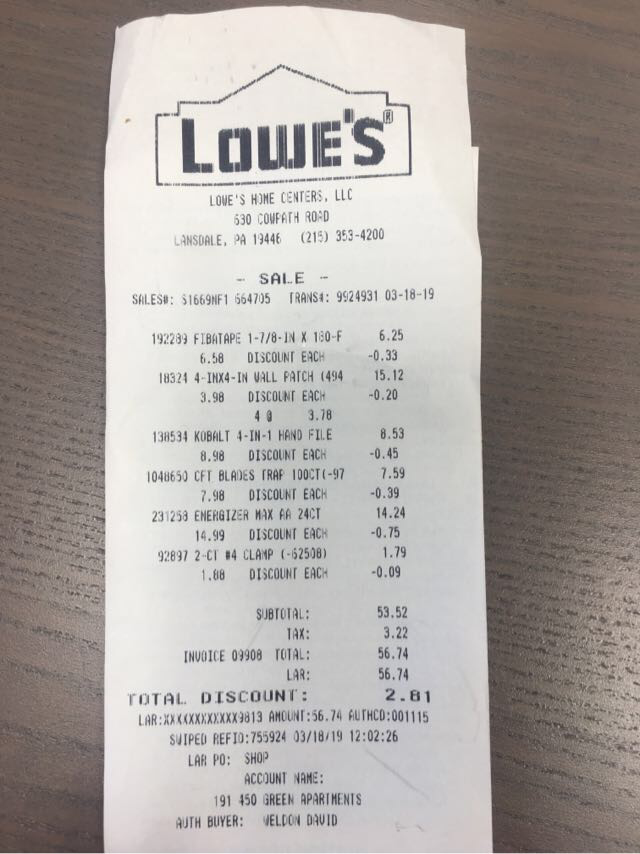 LOWE'S®
LOWE'S HOME CENTERS, LLC
630 COWPATH ROAD
LANSDALE, PA 19446 (215) 353-4200
- SALE -
SALES#: S1669MF1 664705 TRANS#: 9924931 03-18-19
192289 FIBATAPE 1-7/8-IN X 180-F 6.25
6.58 DISCOUNT EACH -0.33
18324 4-INX4-IN WALL PATCH (494 15.12
3.98 DISCOUNT EACH -0.20
4 @ 3.78
138534 KOBALT 4-IN-1 HAND FILE 8.53
8.98 DISCOUNT EACH -0.45
1048650 CFT BLADES TRAP 100CT(-97 7.59
7.98 DISCOUNT EACH -0.39
231258 ENERGIZER MAX AA 24CT 14.24
14.99 DISCOUNT EACH -0.75
92897 2-CT #4 CLAMP (-62508) 1.79
1.88 DISCOUNT EACH -0.09
SUBTOTAL: 53.52
TAX: 3.22
INVOICE 09908 TOTAL: 56.74
LAR: 56.74
TOTAL DISCOUNT: 2.81
LAR:XXXXXXXXXXXX9813 AMOUNT:56.74 AUTHCD:001115
SWIPED REFID:755924 03/18/19 12:02:26
LAR PO: SHOP
ACCOUNT NAME:
191 450 GREEN APARTMENTS
AUTH BUYER: WELDON DAVID